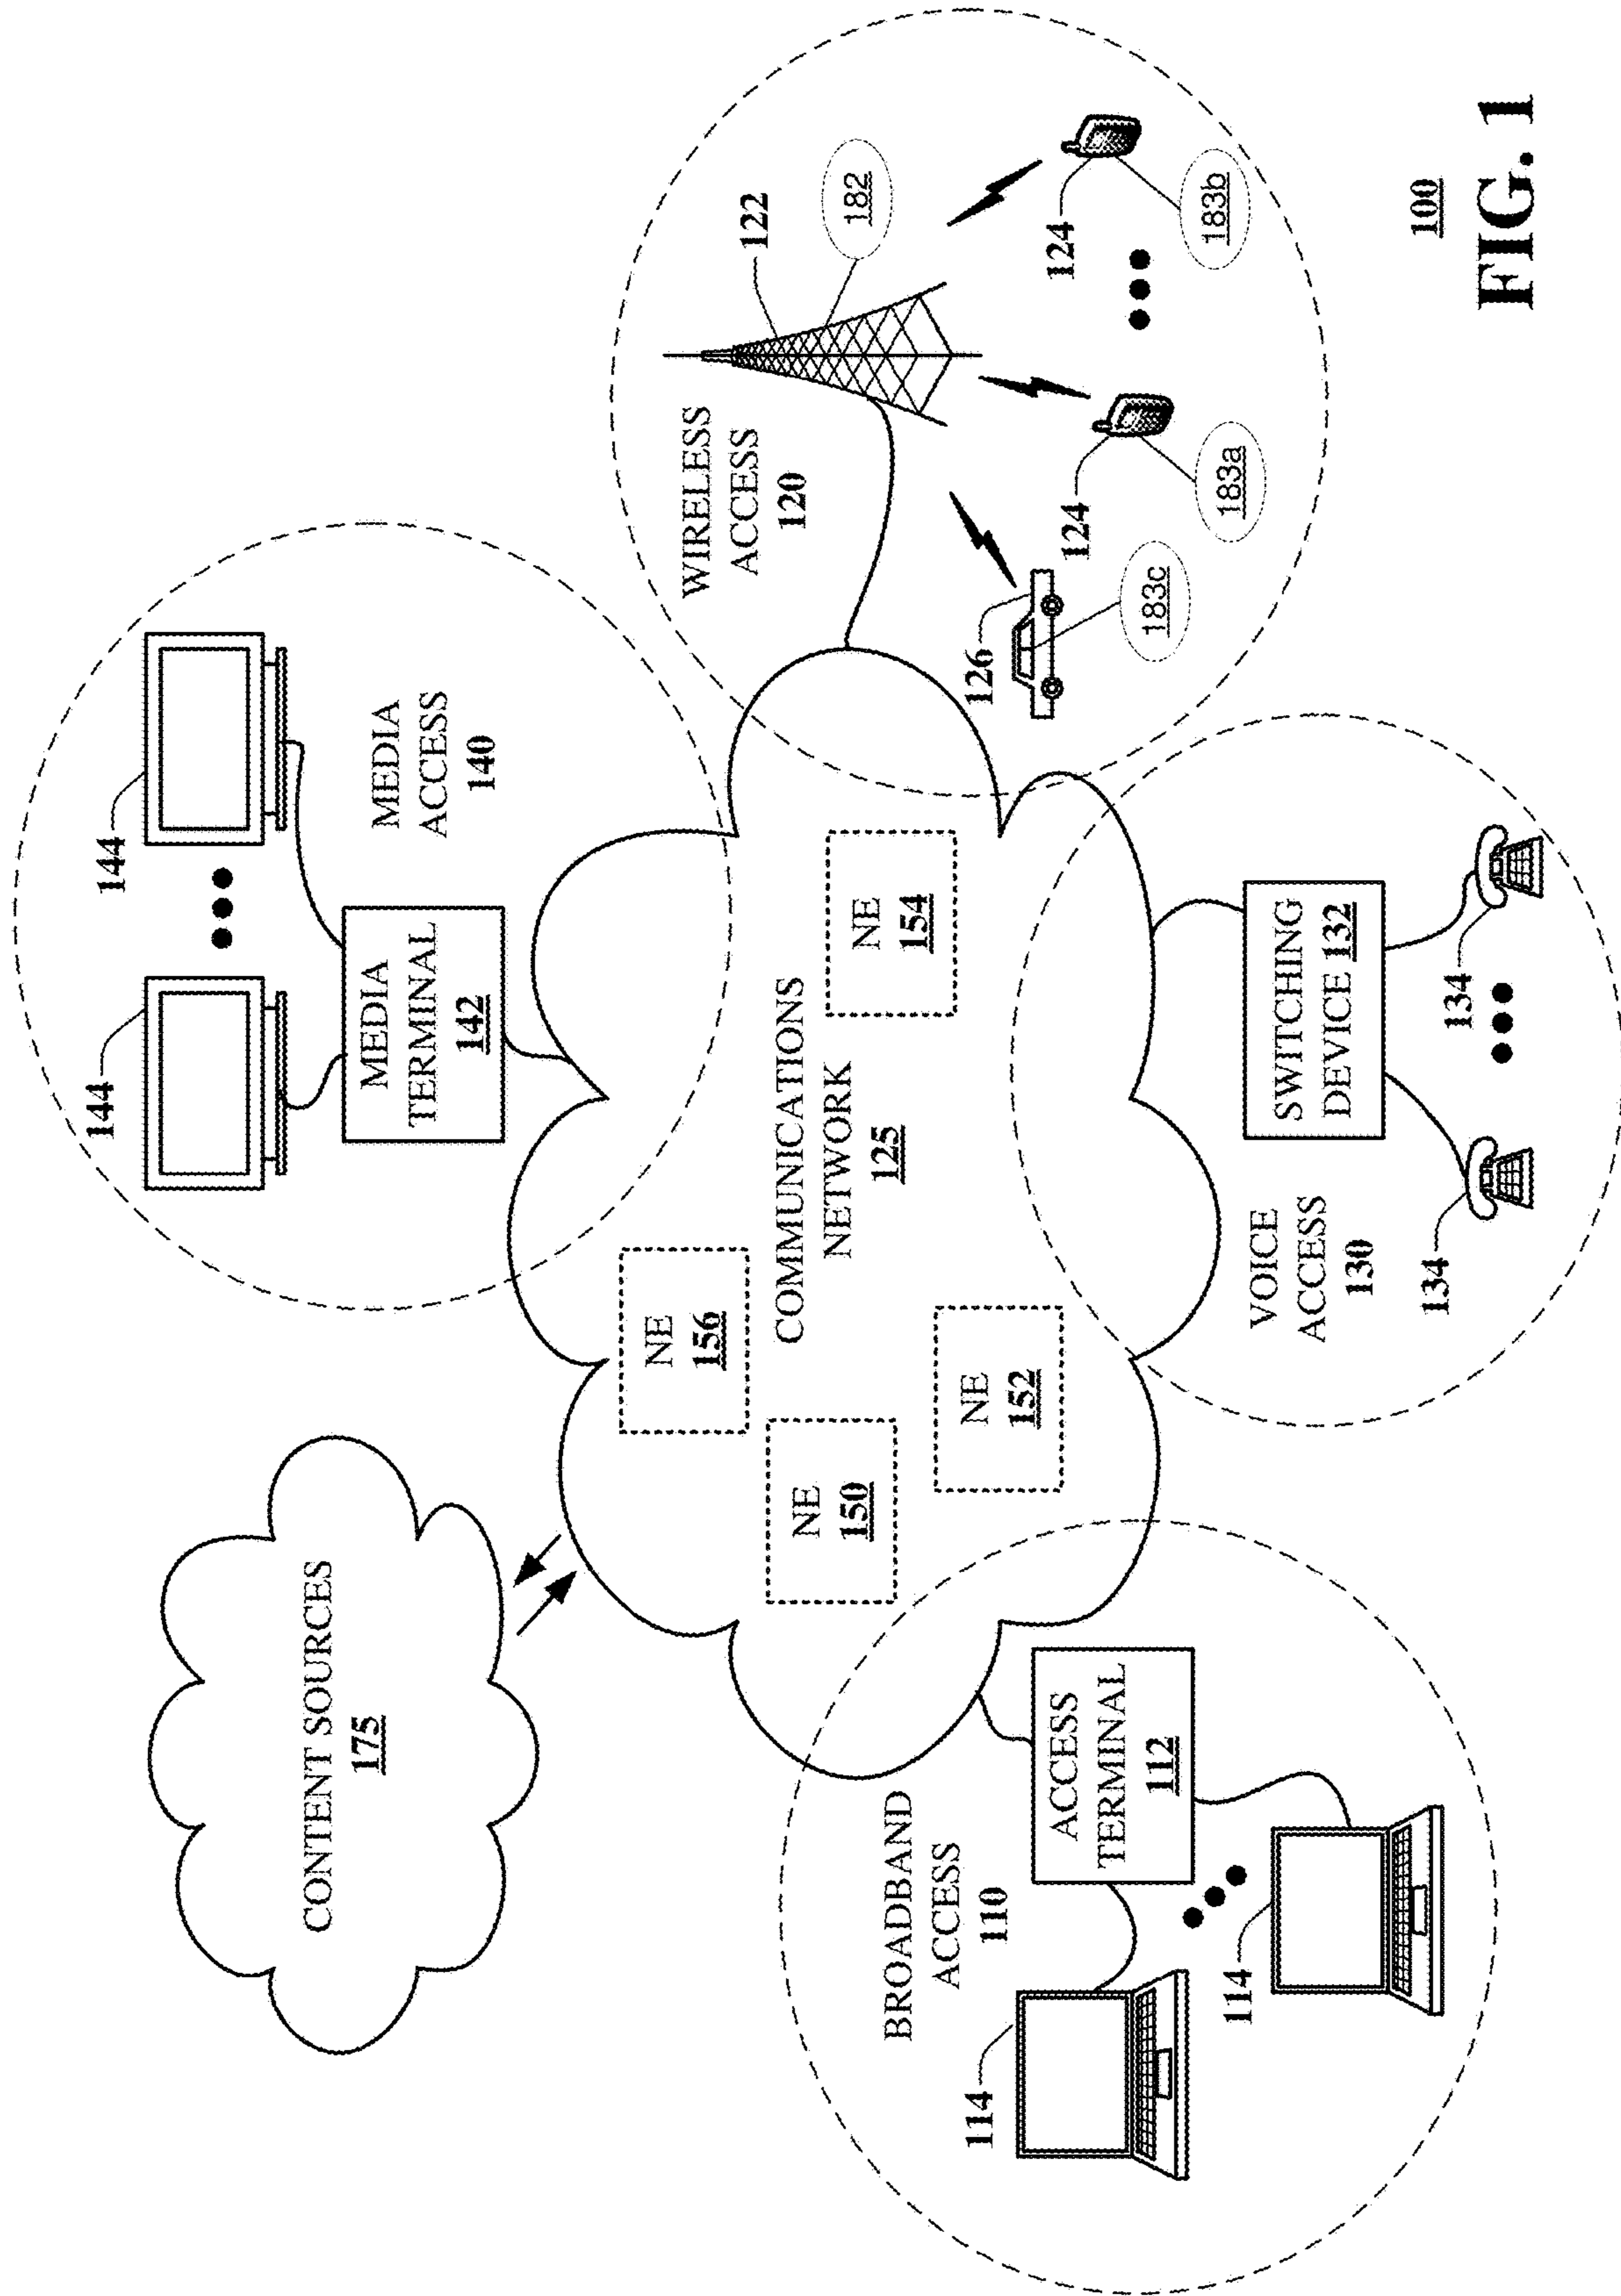 CONTENT SOURCES
175
144
144
MEDIA
TERMINAL
142
MEDIA
ACCESS
140
NE
156
NE
150
NE
152
COMMUNICATIONS
NETWORK
125
NE
154
WIRELESS
ACCESS
120
122
182
126
183c
124
183a
124
183b
BROADBAND
ACCESS
110
ACCESS
TERMINAL
112
114
114
VOICE
ACCESS
130
SWITCHING
DEVICE 132
134
134
100
FIG. 1